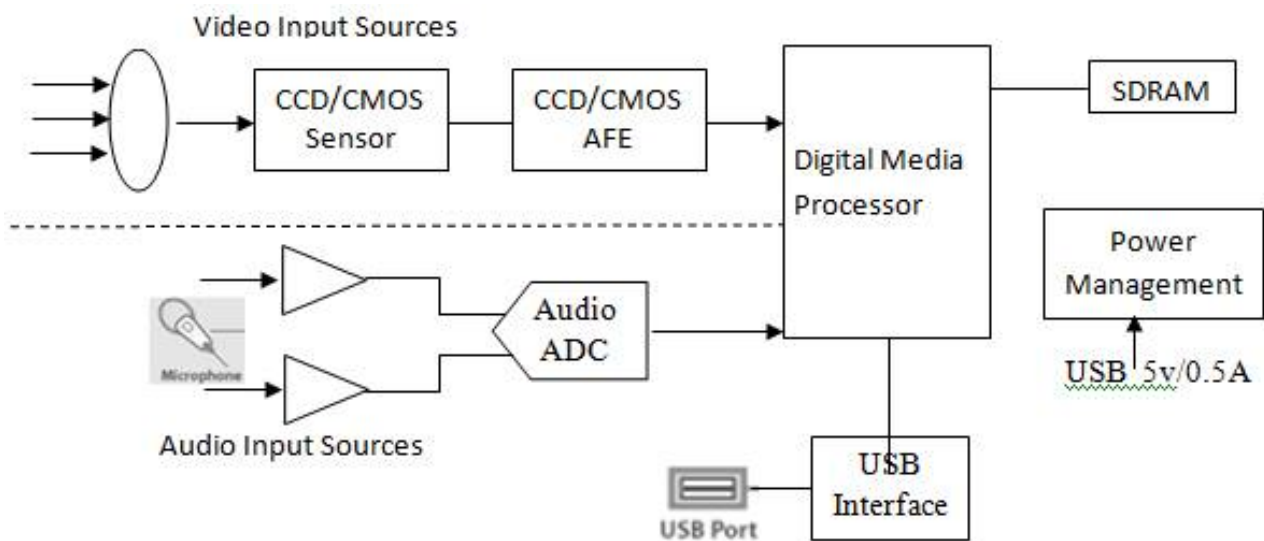 Video Input Sources
CCD/CMOS
Sensor
CCD/CMOS
AFE
Digital Media
Processor
SDRAM
Power
Management
USB 5v/0.5A
Microphone
Audio
ADC
Audio Input Sources
USB
Interface
USB Port